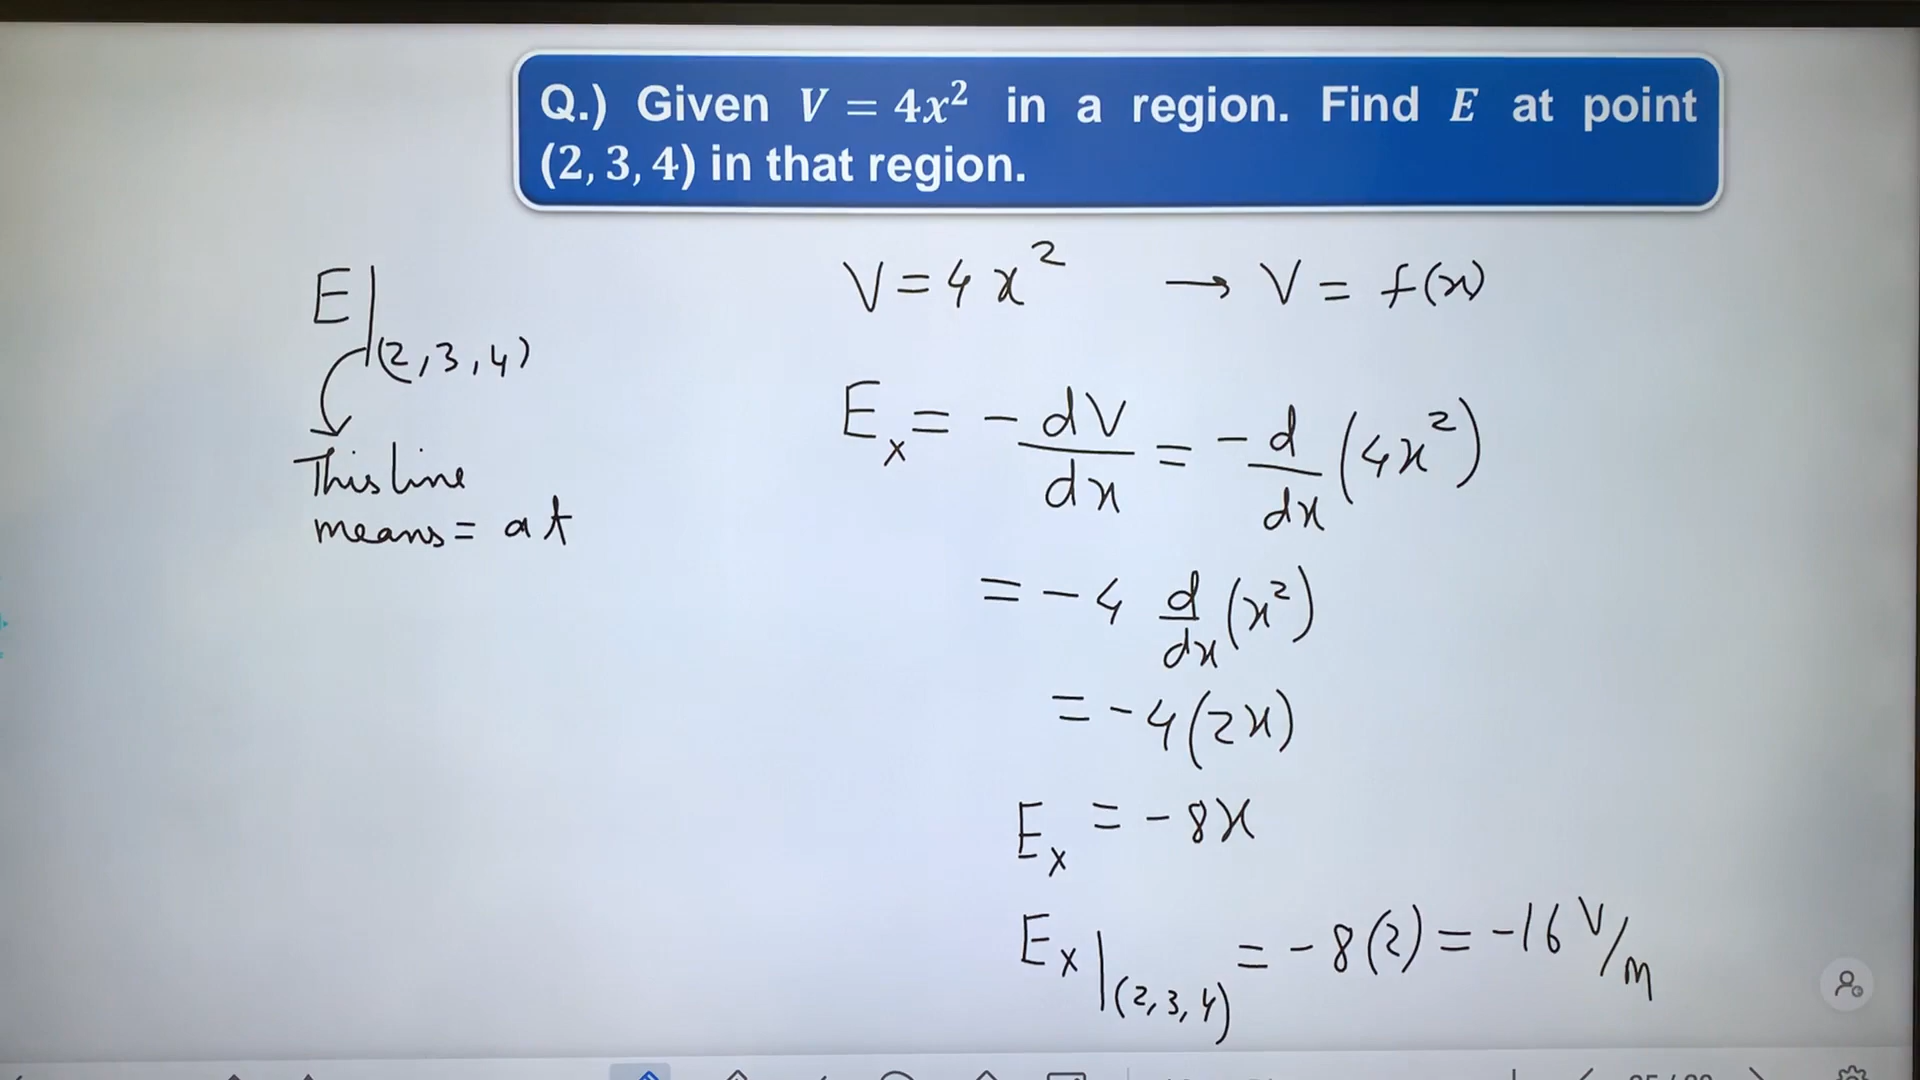 Q.) Given V = 4x² in a region. Find E at point
(2, 3, 4) in that region.
E|(2,3,4)
This line
means = at
V = 4x² → V = f(x)
Eₓ = -dV/dx = -d/dx (4x²)
= -4 d/dx (x²)
= -4(2x)
Eₓ = -8x
Eₓ|(2,3,4) = -8(2) = -16 V/m